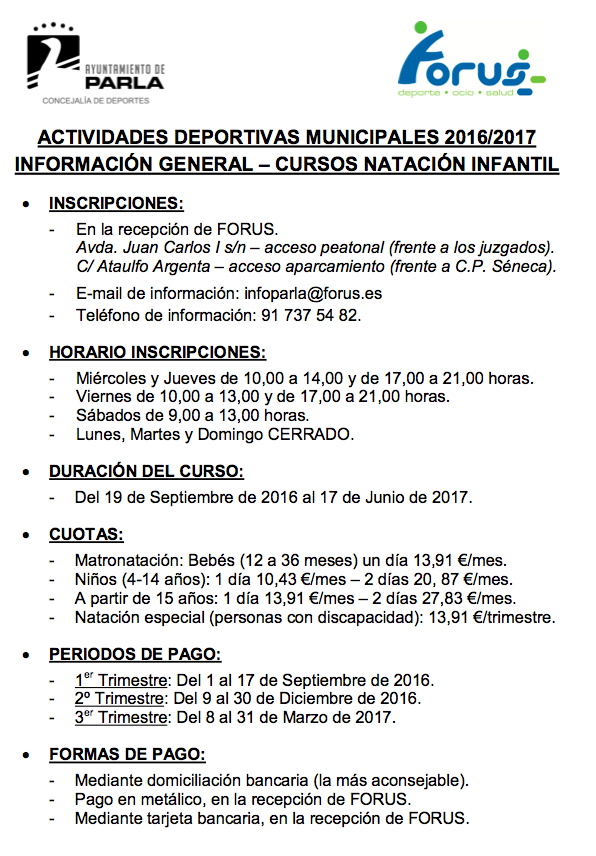 AYUNTAMIENTO DE
PARLA
CONCEJALÍA DE DEPORTES
Forus
deporte • ocio • salud
ACTIVIDADES DEPORTIVAS MUNICIPALES 2016/2017
INFORMACIÓN GENERAL – CURSOS NATACIÓN INFANTIL
• INSCRIPCIONES:
- En la recepción de FORUS.
Avda. Juan Carlos I s/n – acceso peatonal (frente a los juzgados).
C/ Ataulfo Argenta – acceso aparcamiento (frente a C.P. Séneca).
- E-mail de información: infoparla@forus.es
- Teléfono de información: 91 737 54 82.
• HORARIO INSCRIPCIONES:
- Miércoles y Jueves de 10,00 a 14,00 y de 17,00 a 21,00 horas.
- Viernes de 10,00 a 13,00 y de 17,00 a 21,00 horas.
- Sábados de 9,00 a 13,00 horas.
- Lunes, Martes y Domingo CERRADO.
• DURACIÓN DEL CURSO:
- Del 19 de Septiembre de 2016 al 17 de Junio de 2017.
• CUOTAS:
- Matronatación: Bebés (12 a 36 meses) un día 13,91 €/mes.
- Niños (4-14 años): 1 día 10,43 €/mes – 2 días 20, 87 €/mes.
- A partir de 15 años: 1 día 13,91 €/mes – 2 días 27,83 €/mes.
- Natación especial (personas con discapacidad): 13,91 €/trimestre.
• PERIODOS DE PAGO:
- 1er Trimestre: Del 1 al 17 de Septiembre de 2016.
- 2º Trimestre: Del 9 al 30 de Diciembre de 2016.
- 3er Trimestre: Del 8 al 31 de Marzo de 2017.
• FORMAS DE PAGO:
- Mediante domiciliación bancaria (la más aconsejable).
- Pago en metálico, en la recepción de FORUS.
- Mediante tarjeta bancaria, en la recepción de FORUS.